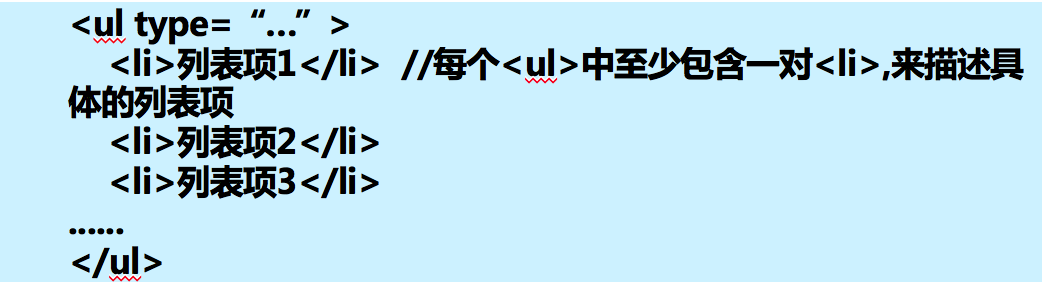 <ul type=“…”>
<li>列表项1</li> //每个<ul>中至少包含一对<li>,来描述具
体的列表项
<li>列表项2</li>
<li>列表项3</li>
……
</ul>